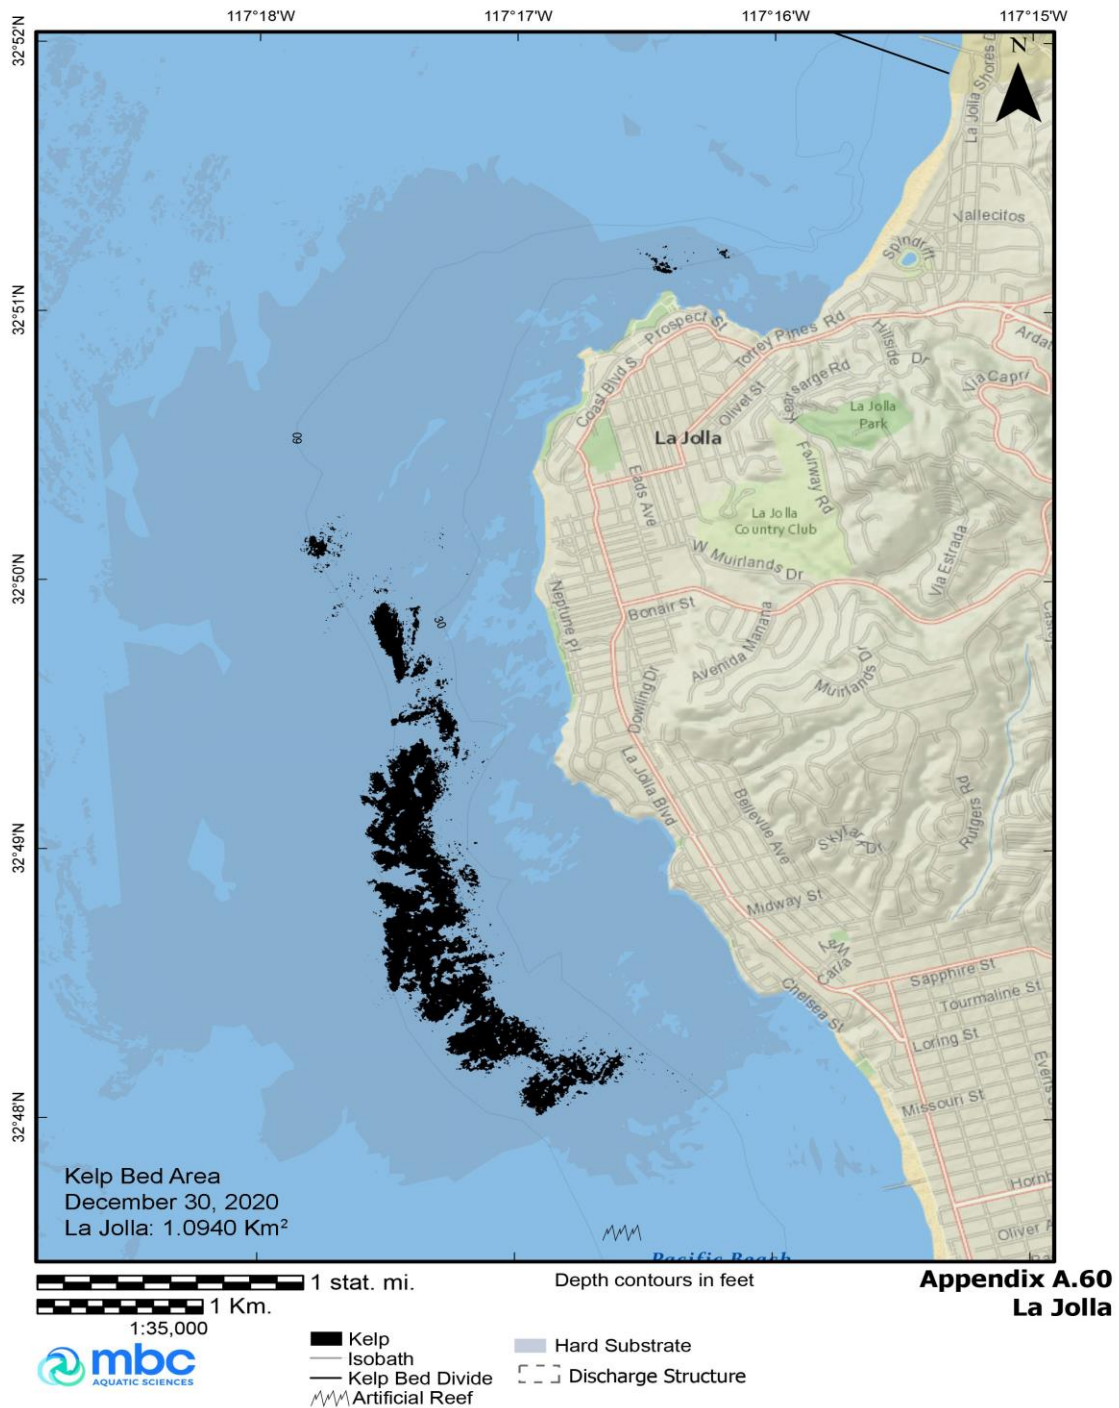 117°18'W
117°17'W
117°16'W
117°15'W
32°52'N
32°51'N
32°50'N
32°49'N
32°48'N
N
La Jolla Shores D
Vallecitos
Spindrift
Prospect St
Torrey Pines Rd
Hillside Dr
Ardat
Via Capri
Coast Blvd S
Olivet St
Kearsarge Rd
La Jolla
Park
La Jolla
Fairway Rd
Eads Ave
La Jolla
Country Club
W Muirlands Dr
Via Estrada
60
30
Neptune Pl
Bonair St
Avenida Manana
Muirlands Dr
Dowling Dr
La Jolla Blvd
Bellevue Ave
Rutgers Rd
Midway St
Sapphire St
Tourmaline St
Chelsea St
Loring St
Missouri St
Hornb
Oliver A
Pacific Beach
Kelp Bed Area
December 30, 2020
La Jolla: 1.0940 Km²
1 stat. mi.
1 Km.
1:35,000
Depth contours in feet
Appendix A.60
La Jolla
mbc
AQUATIC SCIENCES
Kelp
Isobath
Kelp Bed Divide
Artificial Reef
Hard Substrate
Discharge Structure